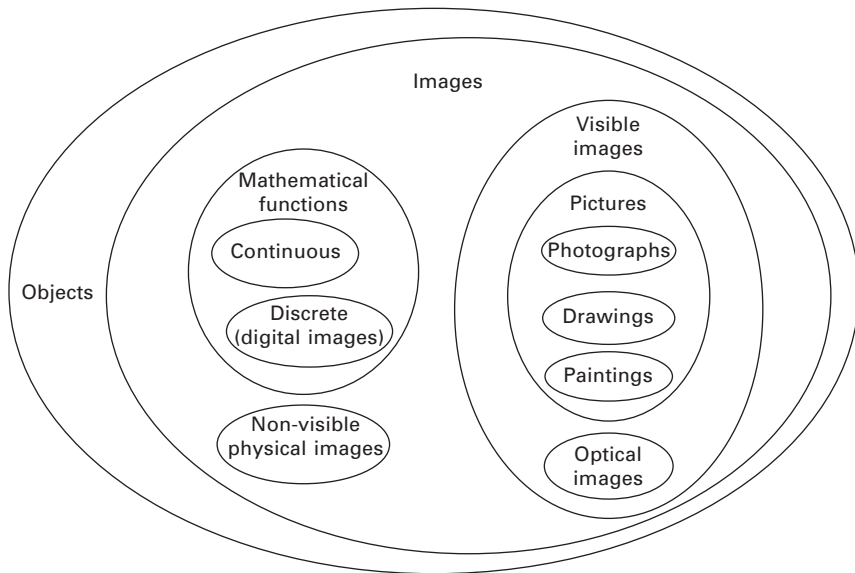 Images
Visible
images
Mathematical
functions
Pictures
Continuous
Photographs
Objects
Discrete
(digital images)
Drawings
Paintings
Non-visible
physical images
Optical
images